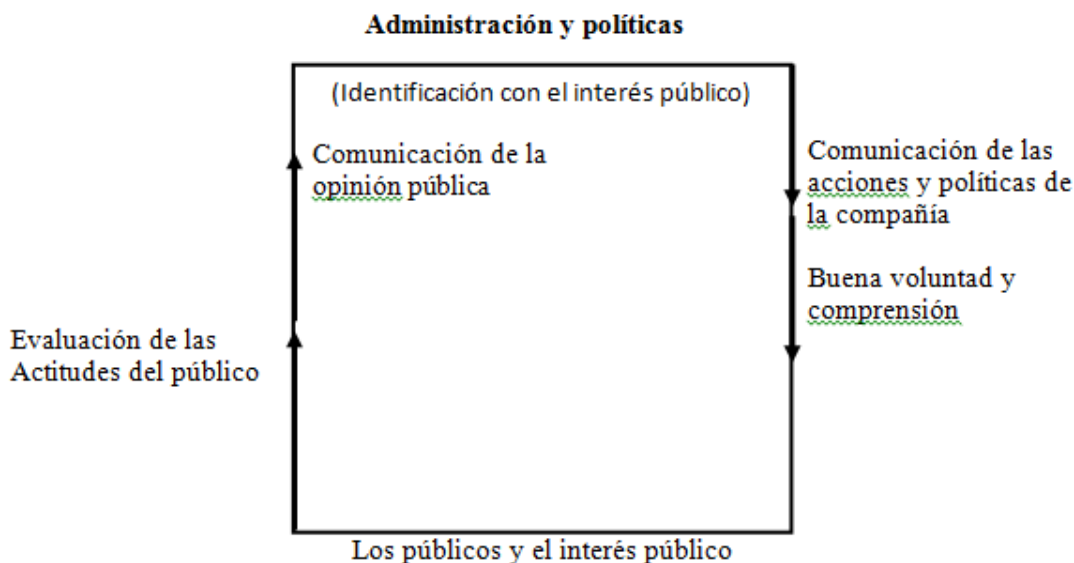 Administración y políticas
(Identificación con el interés público)
Comunicación de la
opinión pública
Comunicación de las
acciones y políticas de
la compañía
Buena voluntad y
comprensión
Evaluación de las
Actitudes del público
Los públicos y el interés público